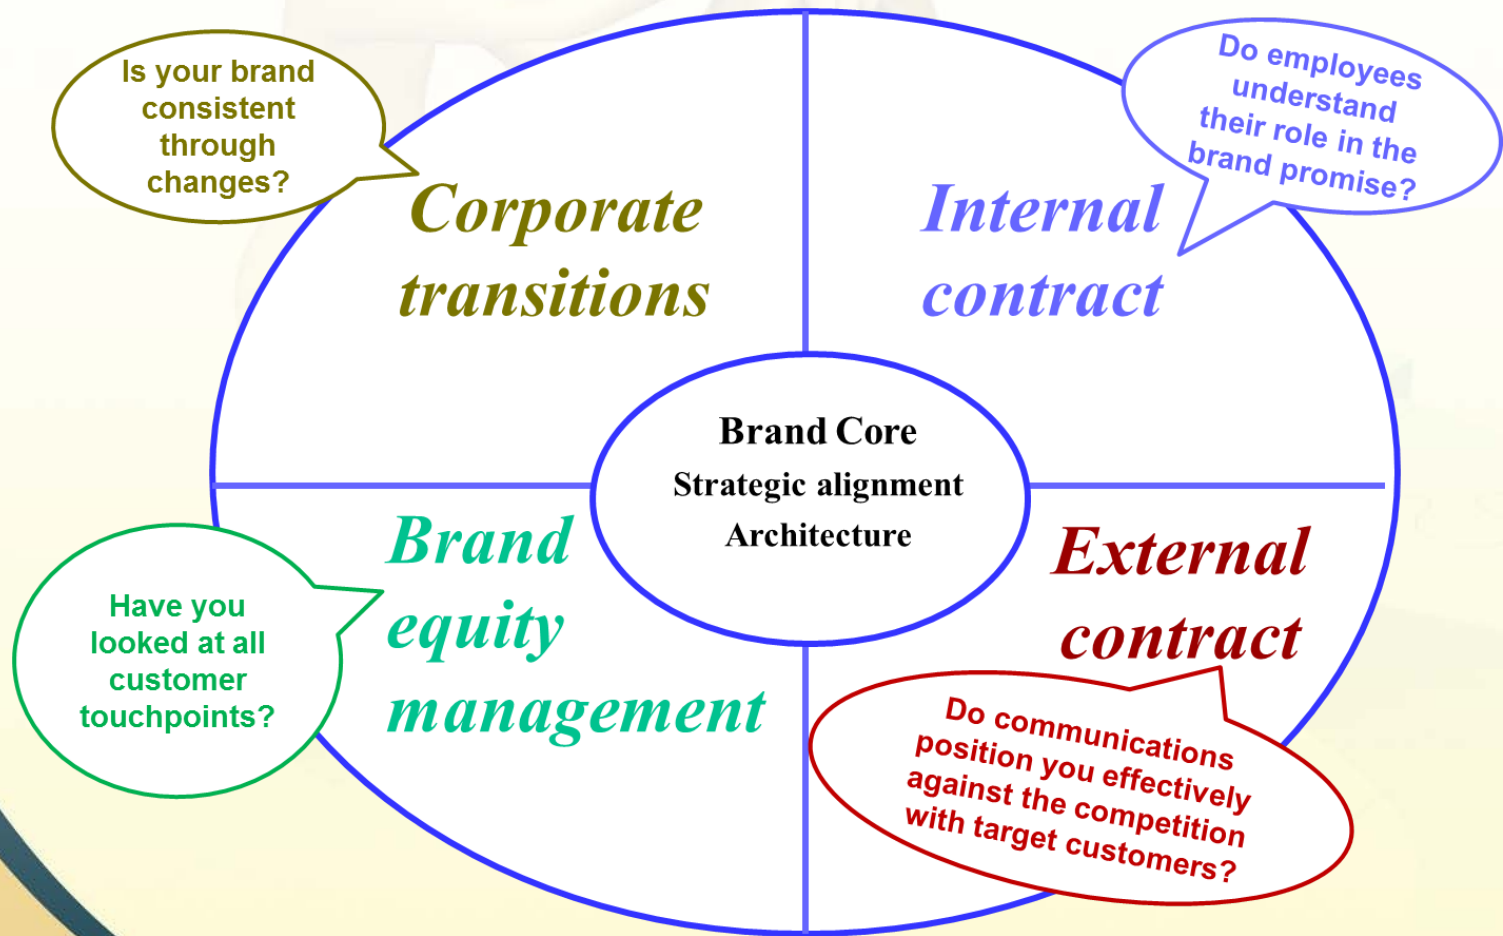 Is your brand
consistent
through
changes?
Corporate
transitions
Do employees
understand
their role in the
brand promise?
Internal
contract
Brand Core
Strategic alignment
Architecture
Have you
looked at all
customer
touchpoints?
Brand
equity
management
External
contract
Do communications
position you effectively
against the competition
with target customers?